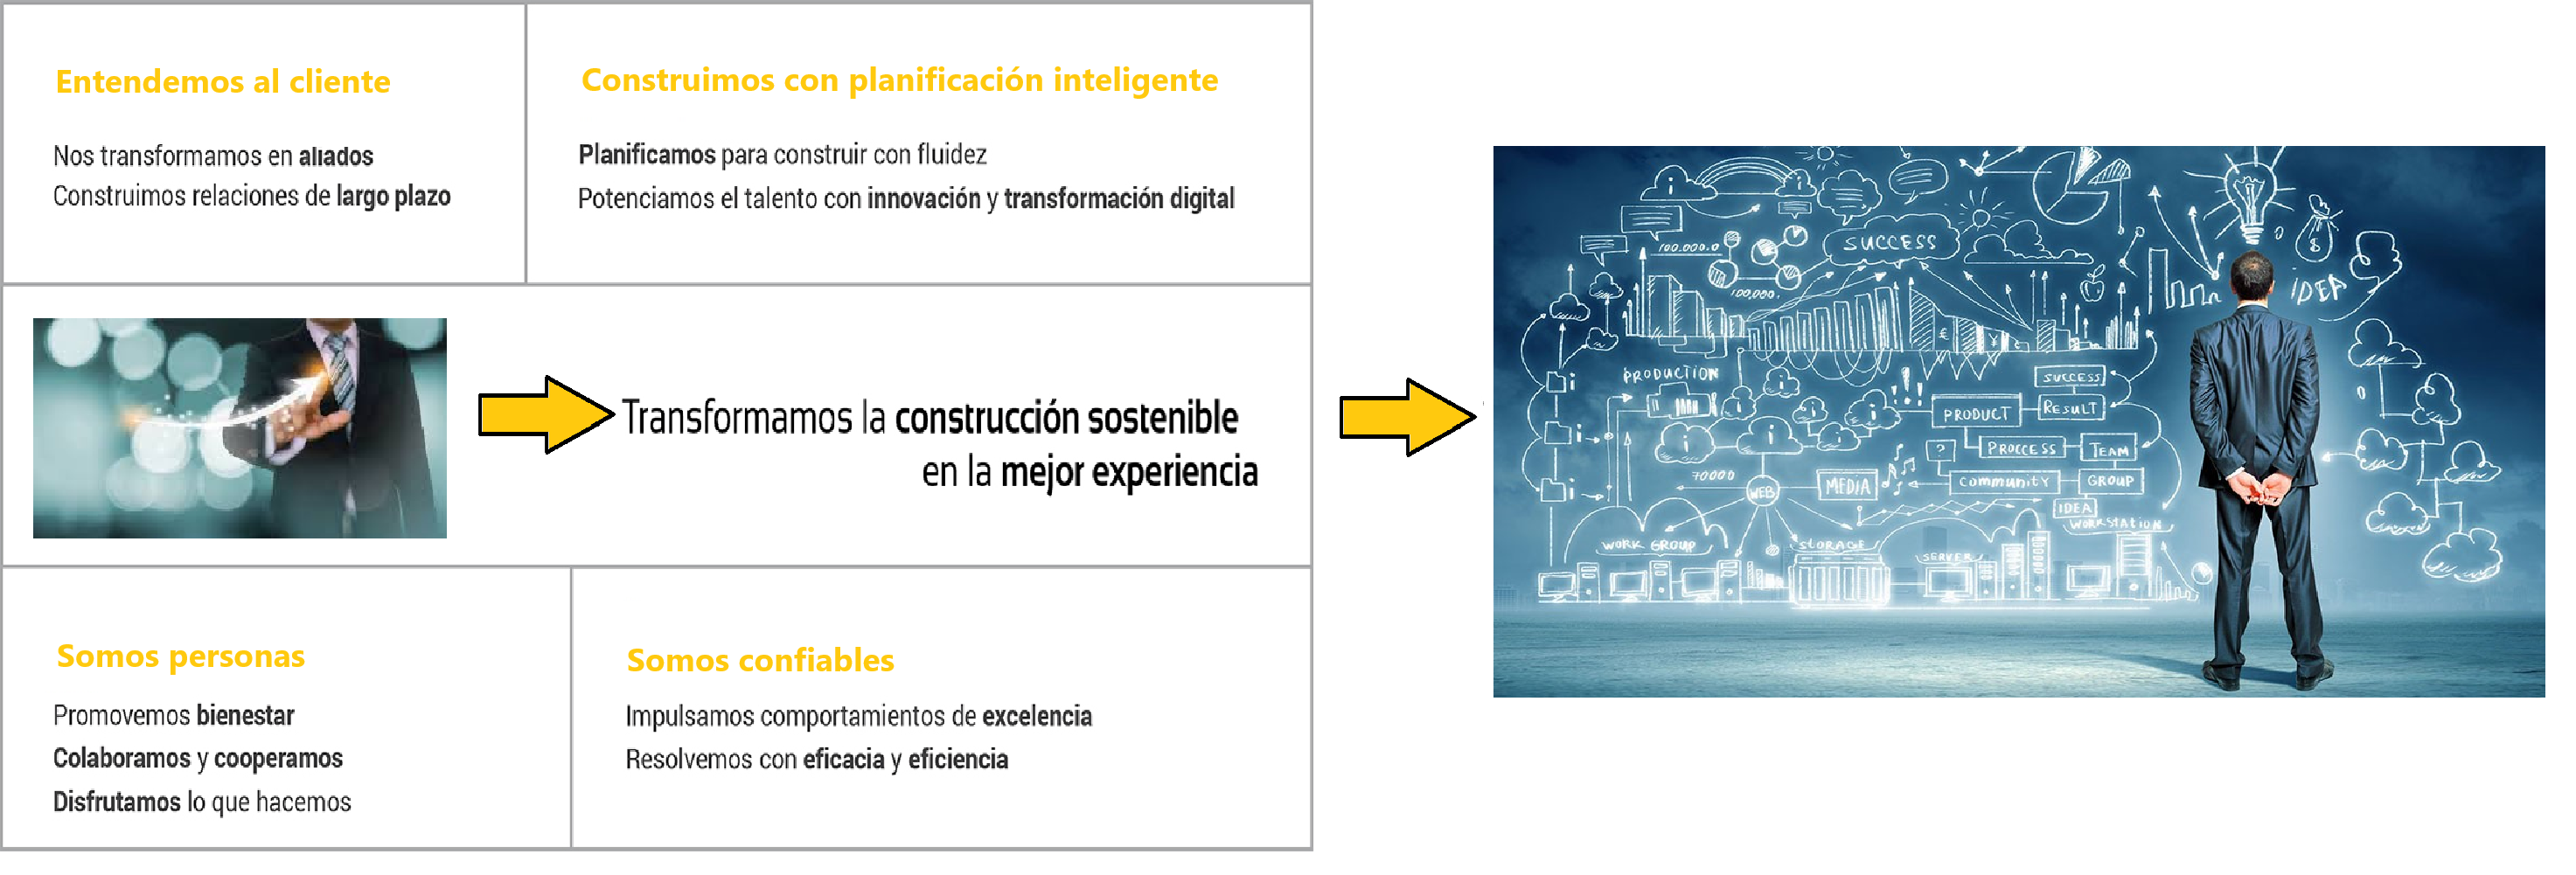 Entendemos al cliente
Nos transformamos en aliados
Construimos relaciones de largo plazo
Construimos con planificación inteligente
Planificamos para construir con fluidez
Potenciamos el talento con innovación y transformación digital
Transformamos la construcción sostenible
en la mejor experiencia
Somos personas
Promovemos bienestar
Colaboramos y cooperamos
Disfrutamos lo que hacemos
Somos confiables
Impulsamos comportamientos de excelencia
Resolvemos con eficacia y eficiencia
i
i
100.000.0
SUCCESS
$
100,000.
iDEA
PRODUCTION
i
i
!!!
SUCCESS
PRODUCT
RESULT
i
i
i
i
i
?
PROCCESS
TEAM
70000
WEB
MEDIA
Community
GROUP
i
IDEA
WORKSTATION
WORK GROUP
STORAGE
SERVER